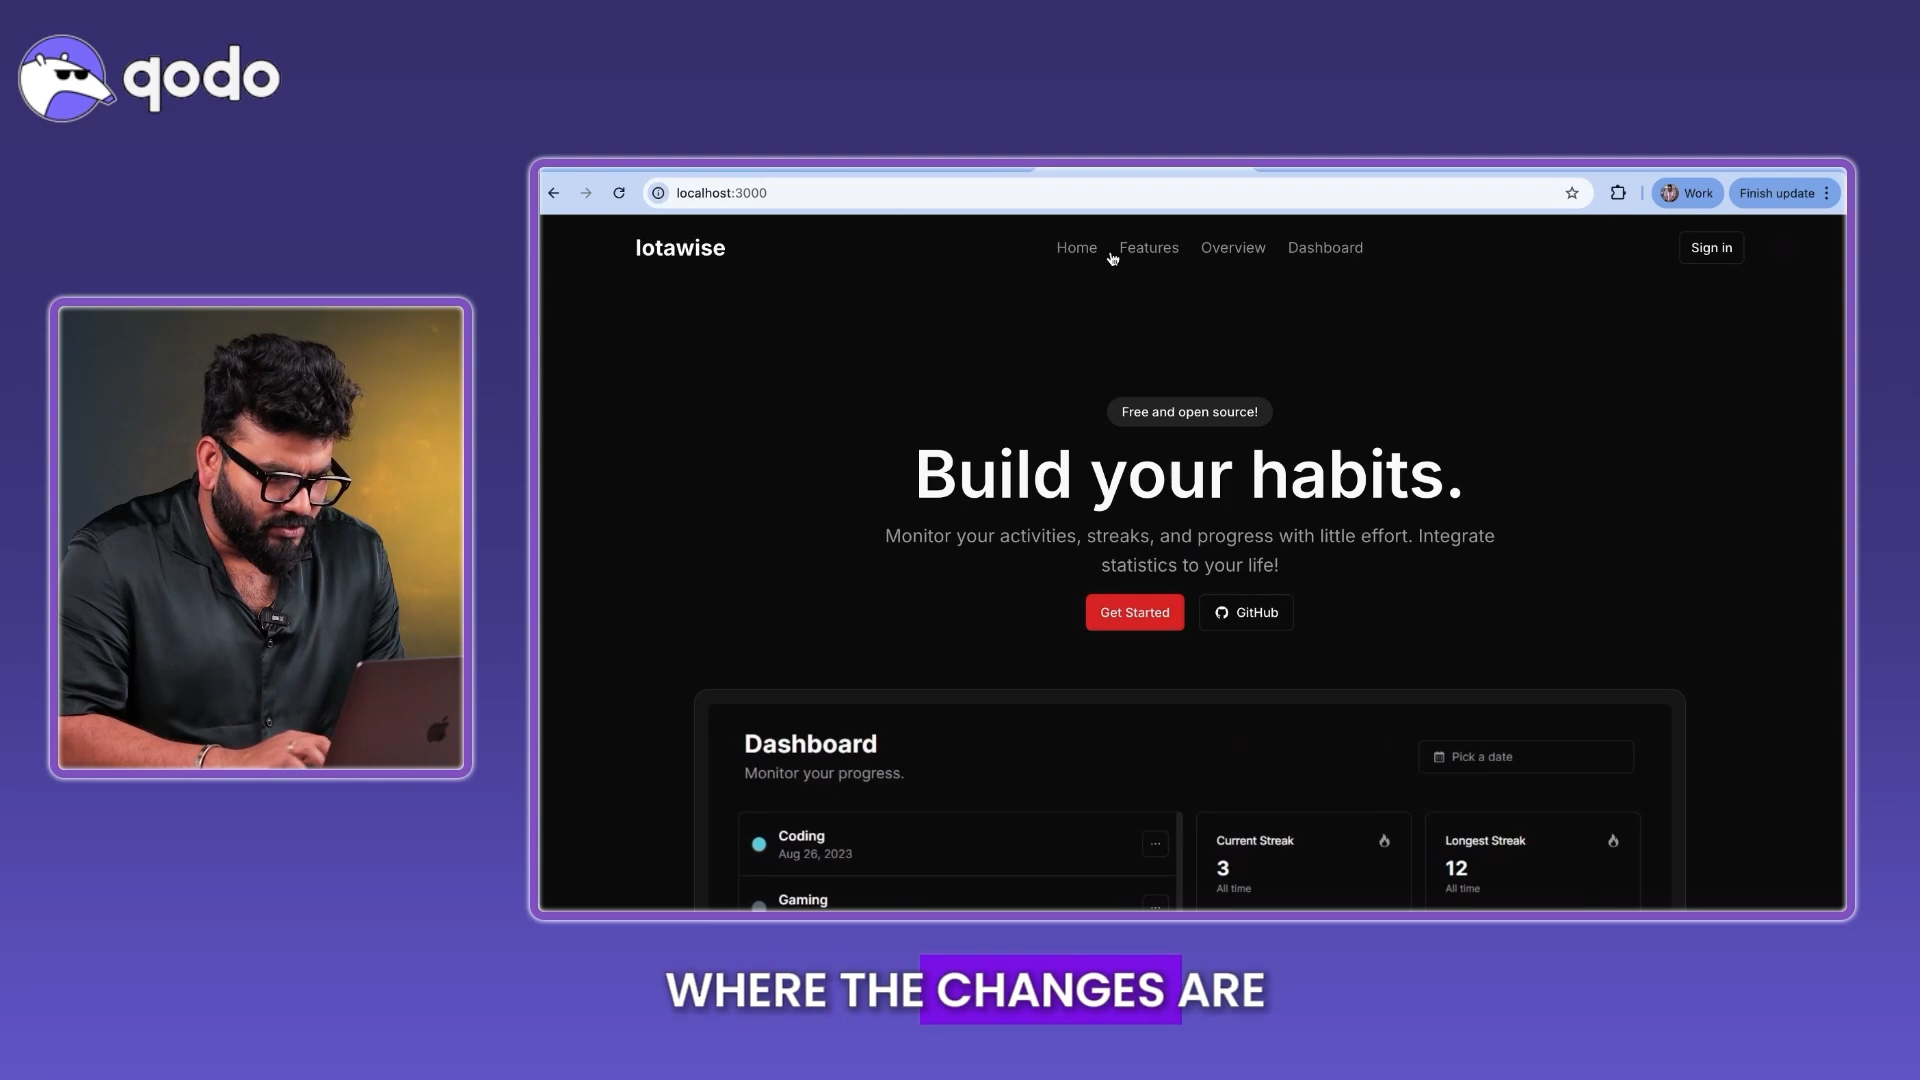 qodo
localhost:3000
Work
Finish update
Iotawise
Home
Features
Overview
Dashboard
Sign in
Free and open source!
Build your habits.
Monitor your activities, streaks, and progress with little effort. Integrate
statistics to your life!
Get Started
GitHub
Dashboard
Monitor your progress.
Pick a date
Coding
Aug 26, 2023
Current Streak
3
All time
Longest Streak
12
All time
Gaming
WHERE THE CHANGES ARE